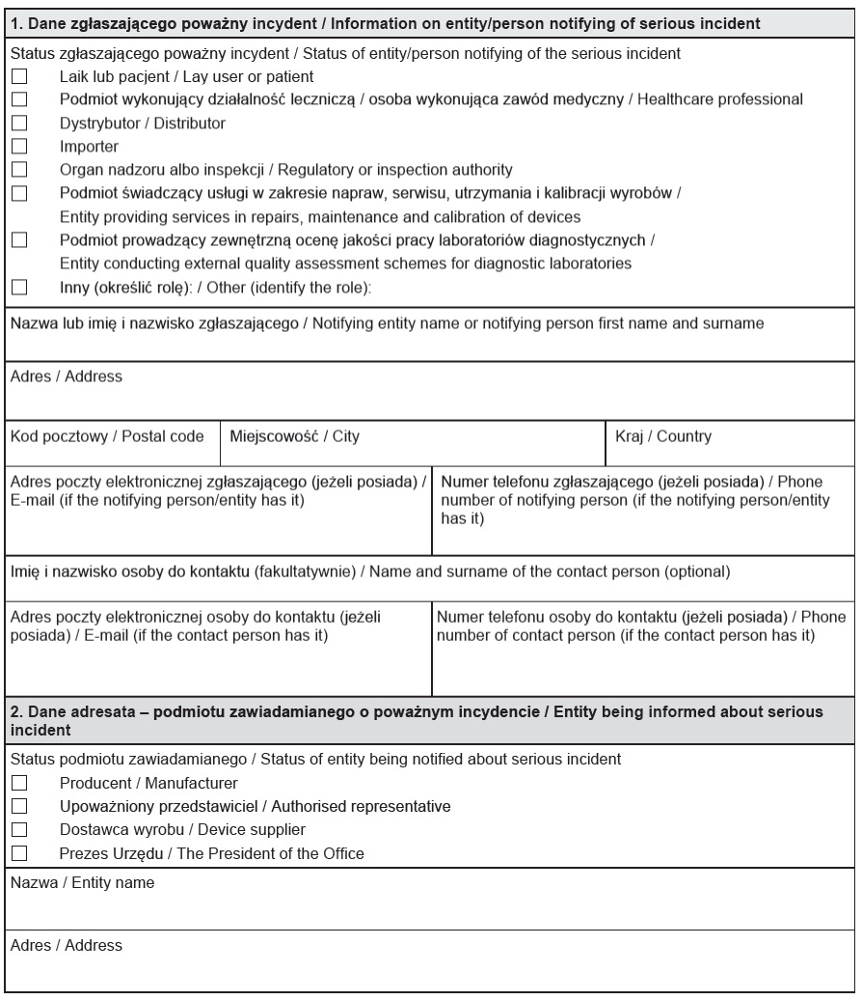 1. Dane zgłaszającego poważny incydent / Information on entity/person notifying of serious incident
Status zgłaszającego poważny incydent / Status of entity/person notifying of the serious incident
Laik lub pacjent / Lay user or patient
Podmiot wykonujący działalność leczniczą / osoba wykonująca zawód medyczny / Healthcare professional
Dystrybutor / Distributor
Importer
Organ nadzoru albo inspekcji / Regulatory or inspection authority
Podmiot świadczący usługi w zakresie napraw, serwisu, utrzymania i kalibracji wyrobów /
Entity providing services in repairs, maintenance and calibration of devices
Podmiot prowadzący zewnętrzną ocenę jakości pracy laboratoriów diagnostycznych /
Entity conducting external quality assessment schemes for diagnostic laboratories
Inny (określić rolę): / Other (identify the role):
Nazwa lub imię i nazwisko zgłaszającego / Notifying entity name or notifying person first name and surname
Adres / Address
Kod pocztowy / Postal code
Miejscowość / City
Kraj / Country
Adres poczty elektronicznej zgłaszającego (jeżeli posiada) /
E-mail (if the notifying person/entity has it)
Numer telefonu zgłaszającego (jeżeli posiada) / Phone
number of notifying person (if the notifying person/entity
has it)
Imię i nazwisko osoby do kontaktu (fakultatywnie) / Name and surname of the contact person (optional)
Adres poczty elektronicznej osoby do kontaktu (jeżeli
posiada) / E-mail (if the contact person has it)
Numer telefonu osoby do kontaktu (jeżeli posiada) / Phone
number of contact person (if the contact person has it)
2. Dane adresata – podmiotu zawiadamianego o poważnym incydencie / Entity being informed about serious
incident
Status podmiotu zawiadamianego / Status of entity being notified about serious incident
Producent / Manufacturer
Upoważniony przedstawiciel / Authorised representative
Dostawca wyrobu / Device supplier
Prezes Urzędu / The President of the Office
Nazwa / Entity name
Adres / Address